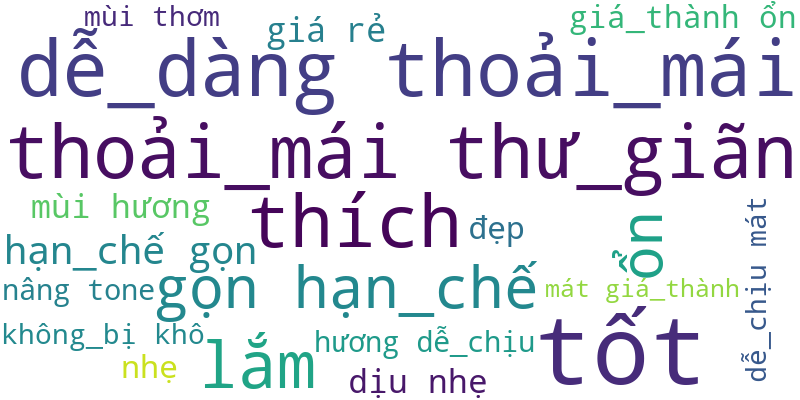 mùi thơm
giá rẻ
giá_thành ổn
dễ_dàng thoải_mái
thoải_mái thư_giãn
mùi hương
thích
đẹp
ổn
dễ_chịu mát
hạn_chế gọn
gọn hạn_chế
nâng tone
mát giá_thành
không_bị khô
hương dễ_chịu
tốt
nhẹ
lắm
dịu nhẹ